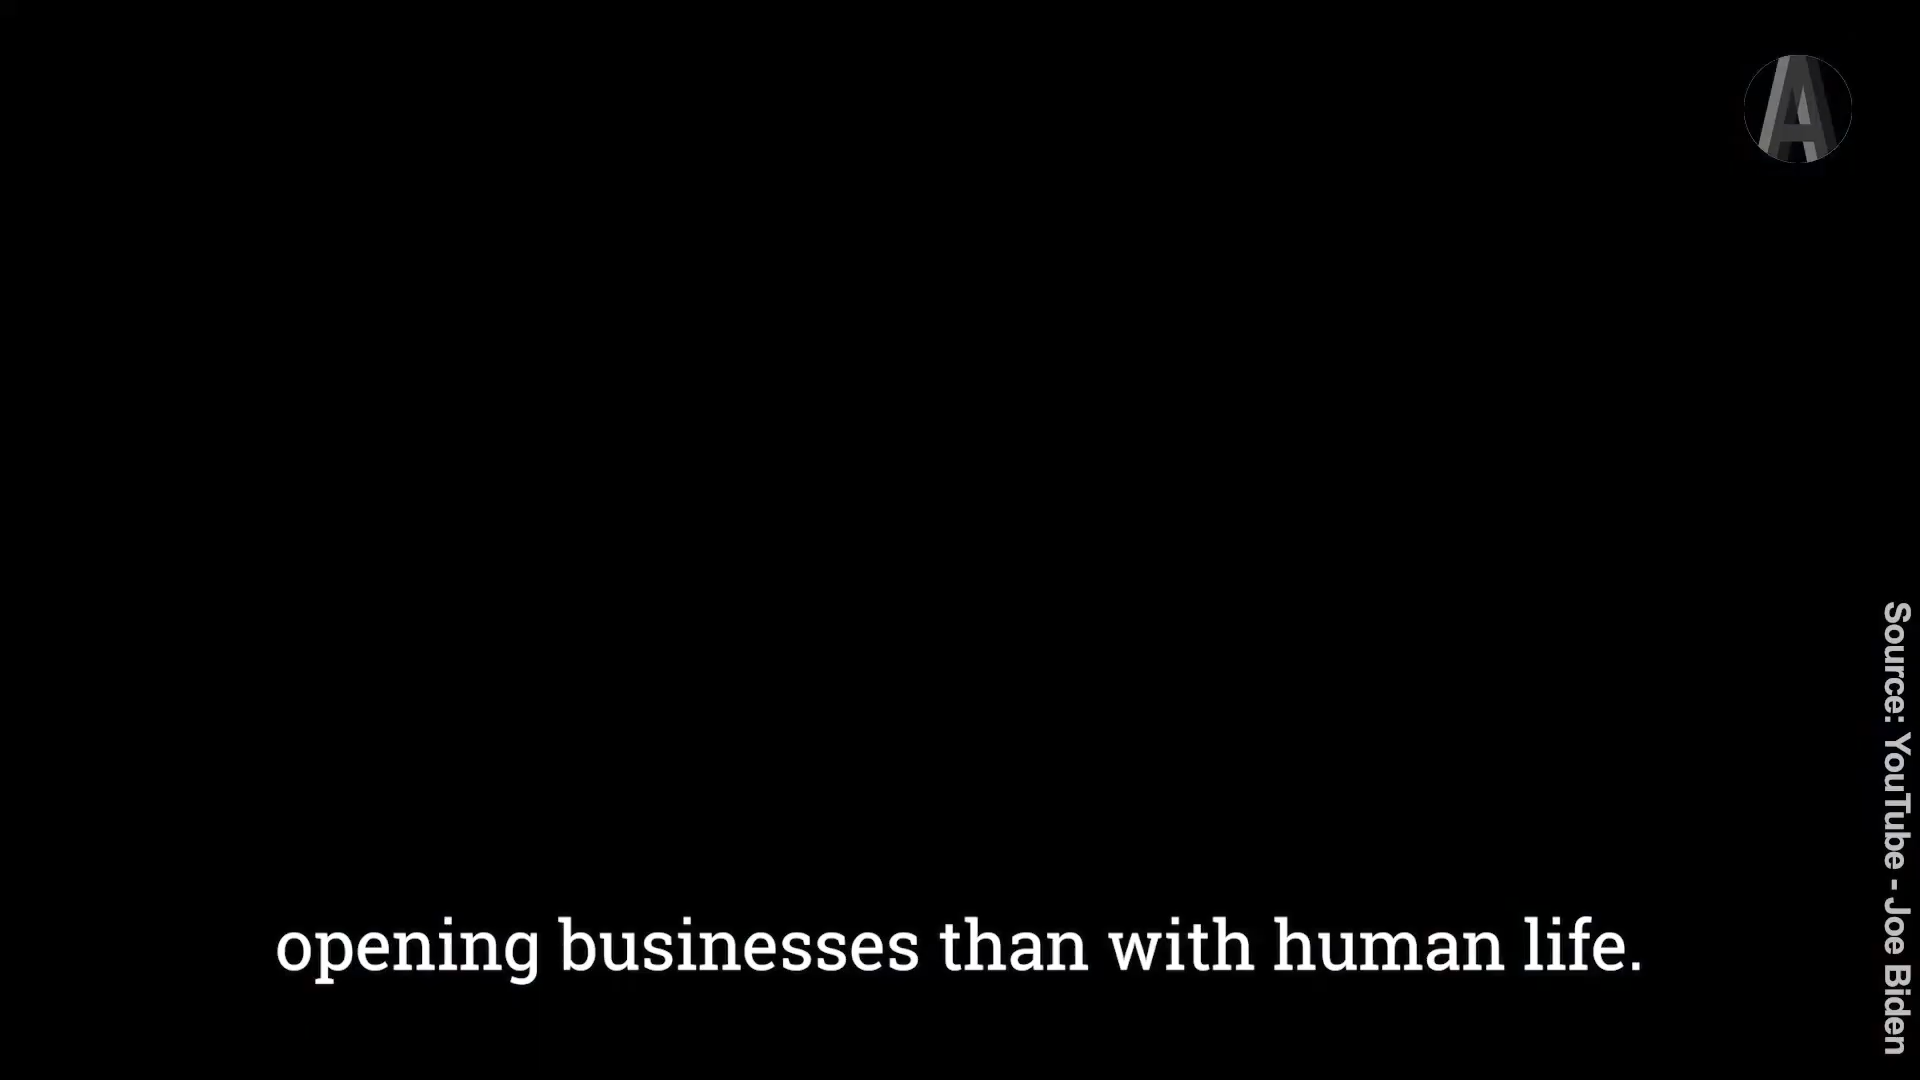 A
opening businesses than with human life.
Source: YouTube - Joe Biden